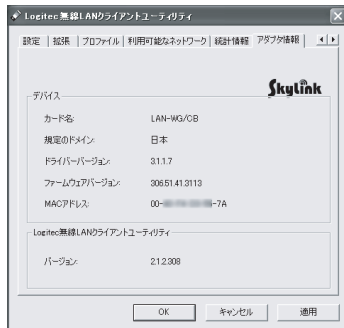 Logitec無線LANクライアントユーティリティ
設定 拡張 プロファイル 利用可能なネットワーク 統計情報 アダプタ情報
Skylink
デバイス
カード名: LAN-WG/CB
規定のドメイン: 日本
ドライバーバージョン: 3.1.1.7
ファームウェアバージョン: 3.0651.41.3113
MACアドレス: 00- -7A
Logitec無線LANクライアントユーティリティ
バージョン: 2.1.2.308
OK キャンセル 適用